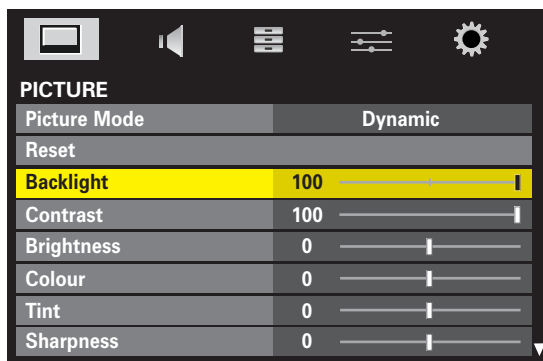 PICTURE
Picture Mode Dynamic
Reset
Backlight 100
Contrast 100
Brightness 0
Colour 0
Tint 0
Sharpness 0